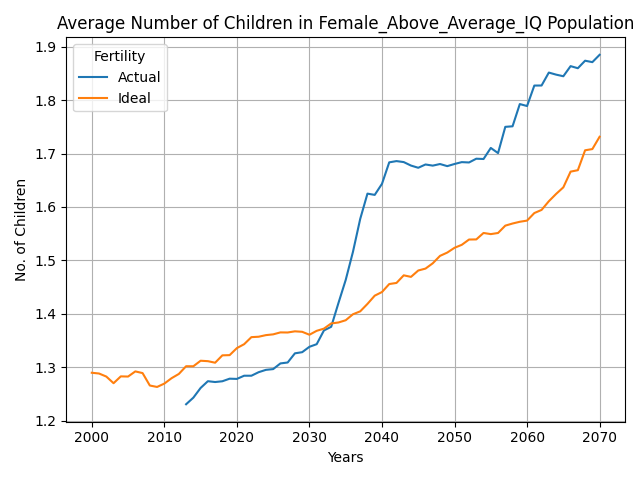 Average Number of Children in Female_Above_Average_IQ Population
Fertility
Actual
Ideal
No. of Children
1.9
1.8
1.7
1.6
1.5
1.4
1.3
1.2
2000 2010 2020 2030 2040 2050 2060 2070
Years